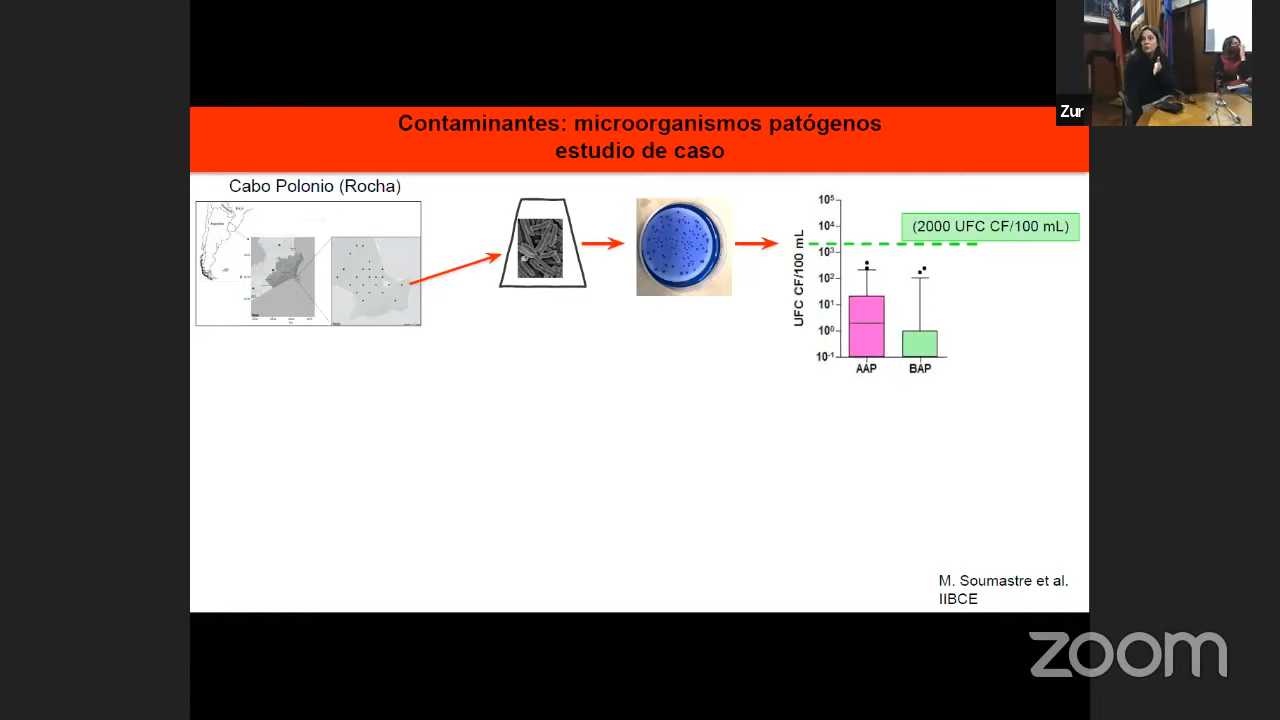 Zur
Contaminantes: microorganismos patógenos
estudio de caso
Cabo Polonio (Rocha)
(2000 UFC CF/100 mL)
UFC CF/100 mL
10⁵
10⁴
10³
10²
10¹
10⁰
10⁻¹
AAP BAP
M. Soumastre et al.
IIBCE
zoom